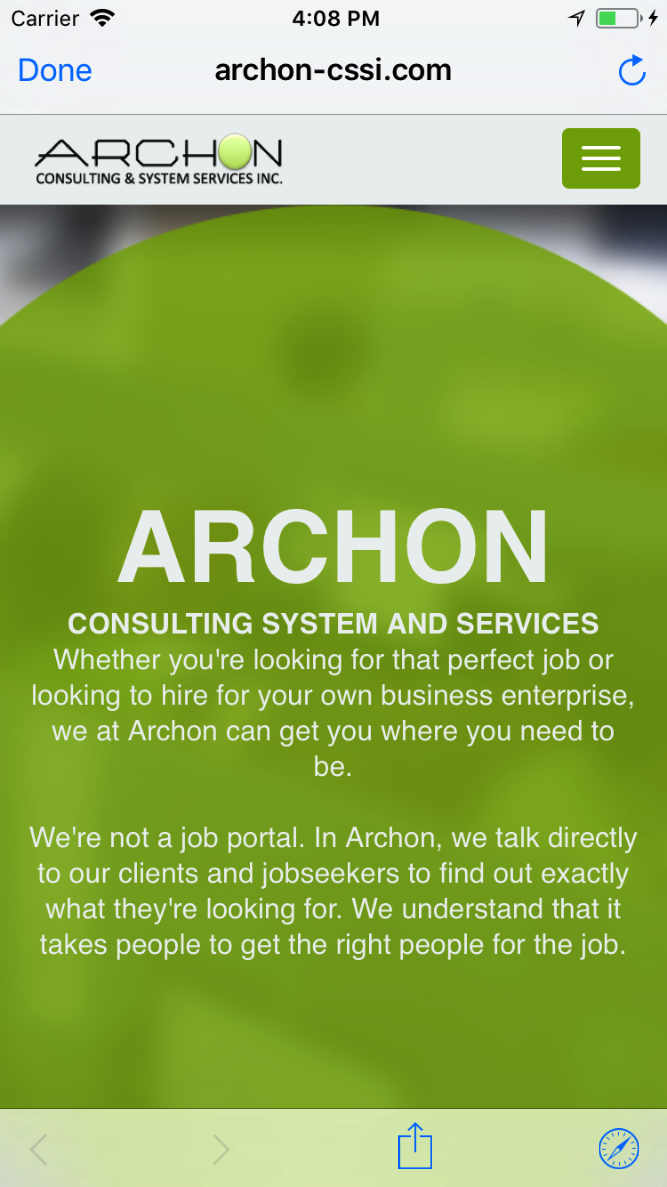 Carrier 4:08 PM
Done archon-cssi.com
ARCHON
CONSULTING & SYSTEM SERVICES INC.
ARCHON
CONSULTING SYSTEM AND SERVICES
Whether you're looking for that perfect job or
looking to hire for your own business enterprise,
we at Archon can get you where you need to
be.
We're not a job portal. In Archon, we talk directly
to our clients and jobseekers to find out exactly
what they're looking for. We understand that it
takes people to get the right people for the job.